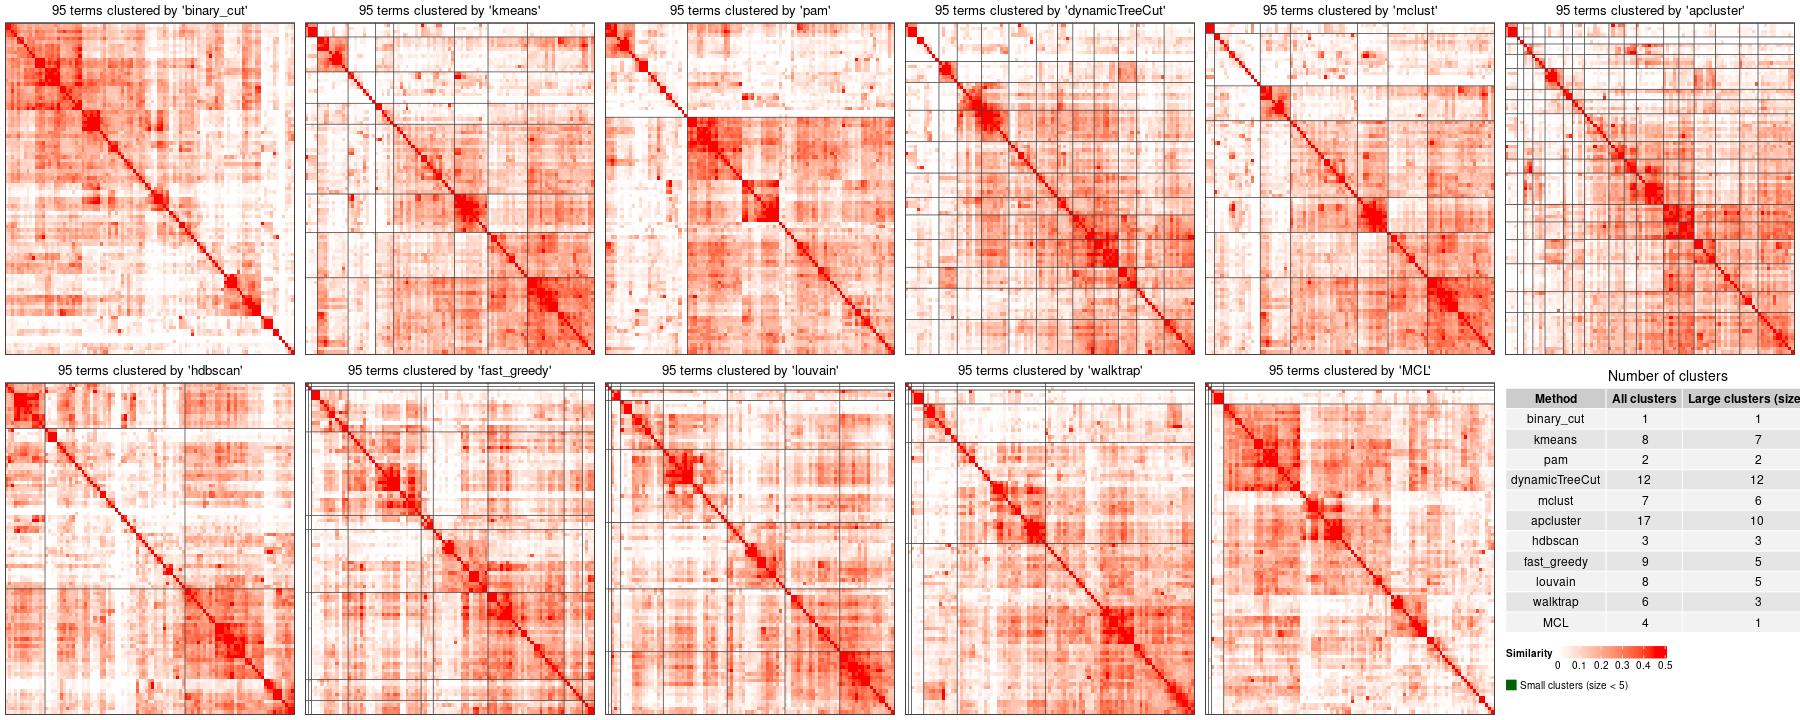 95 terms clustered by 'binary_cut'
95 terms clustered by 'kmeans'
95 terms clustered by 'pam'
95 terms clustered by 'dynamicTreeCut'
95 terms clustered by 'mclust'
95 terms clustered by 'apcluster'
95 terms clustered by 'hdbscan'
95 terms clustered by 'fast_greedy'
95 terms clustered by 'louvain'
95 terms clustered by 'walktrap'
95 terms clustered by 'MCL'
Number of clusters
Method All clusters Large clusters (size
binary_cut 1 1
kmeans 8 7
pam 2 2
dynamicTreeCut 12 12
mclust 7 6
apcluster 17 10
hdbscan 3 3
fast_greedy 9 5
louvain 8 5
walktrap 6 3
MCL 4 1
Similarity
0 0.1 0.2 0.3 0.4 0.5
Small clusters (size < 5)